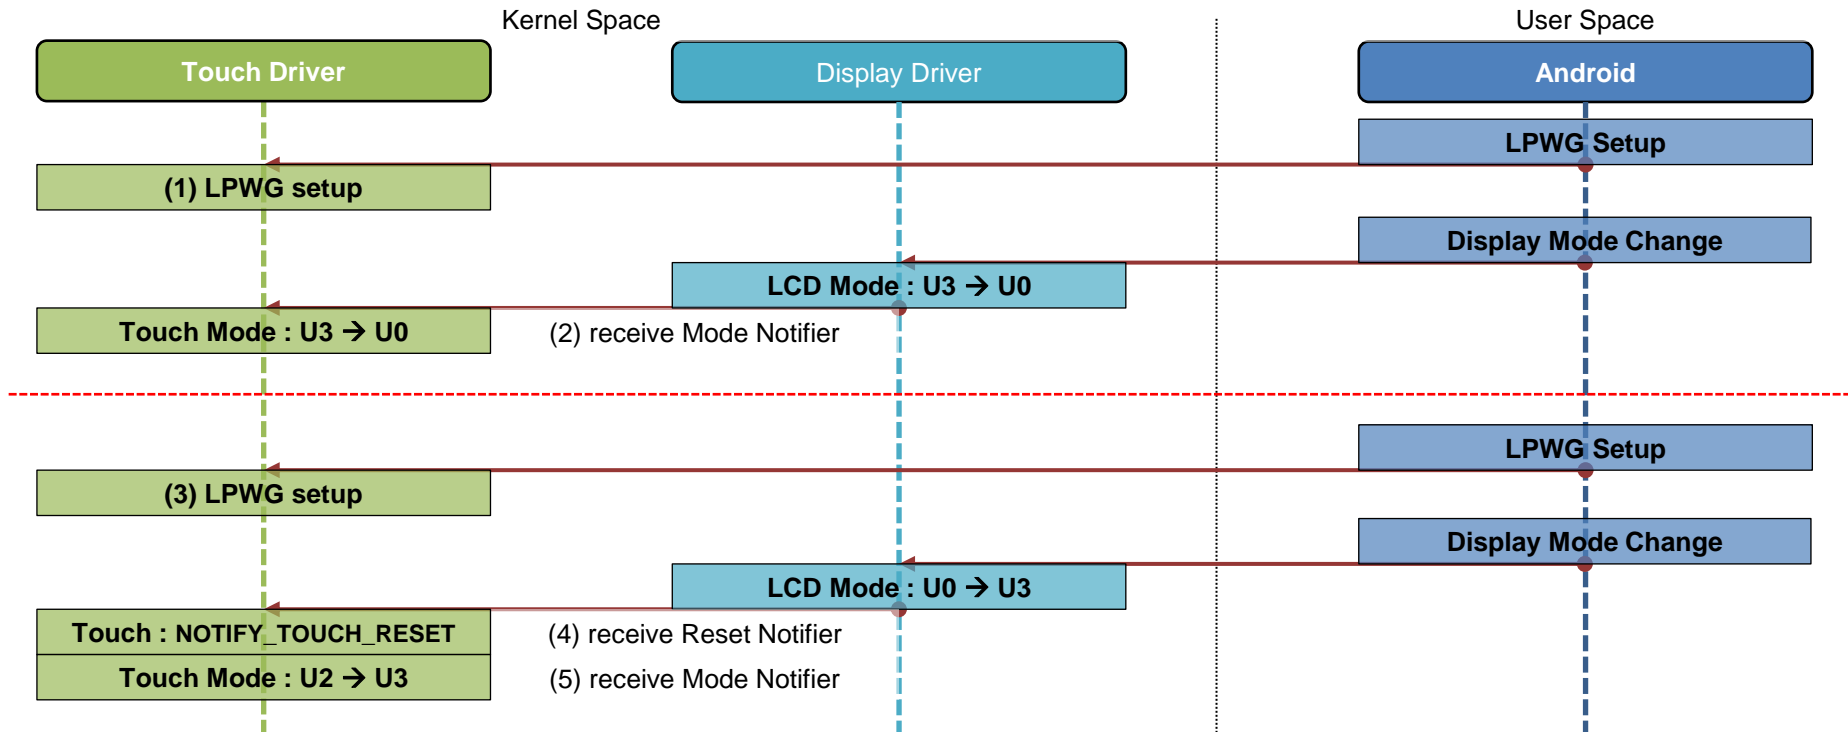 Kernel Space
User Space
Touch Driver
Display Driver
Android
LPWG Setup
(1) LPWG setup
Display Mode Change
LCD Mode : U3 → U0
Touch Mode : U3 → U0
(2) receive Mode Notifier
LPWG Setup
(3) LPWG setup
Display Mode Change
LCD Mode : U0 → U3
Touch : NOTIFY_TOUCH_RESET
(4) receive Reset Notifier
Touch Mode : U2 → U3
(5) receive Mode Notifier